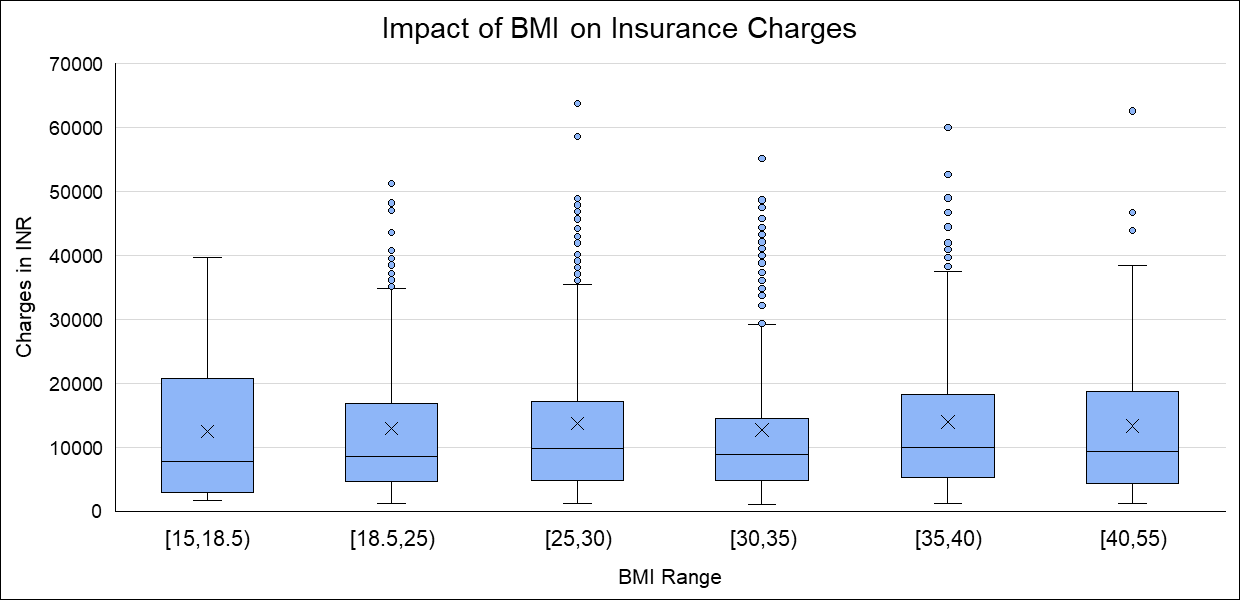 Impact of BMI on Insurance Charges
70000
60000
50000
40000
30000
20000
10000
0
Charges in INR
[15,18.5) [18.5,25) [25,30) [30,35) [35,40) [40,55)
BMI Range